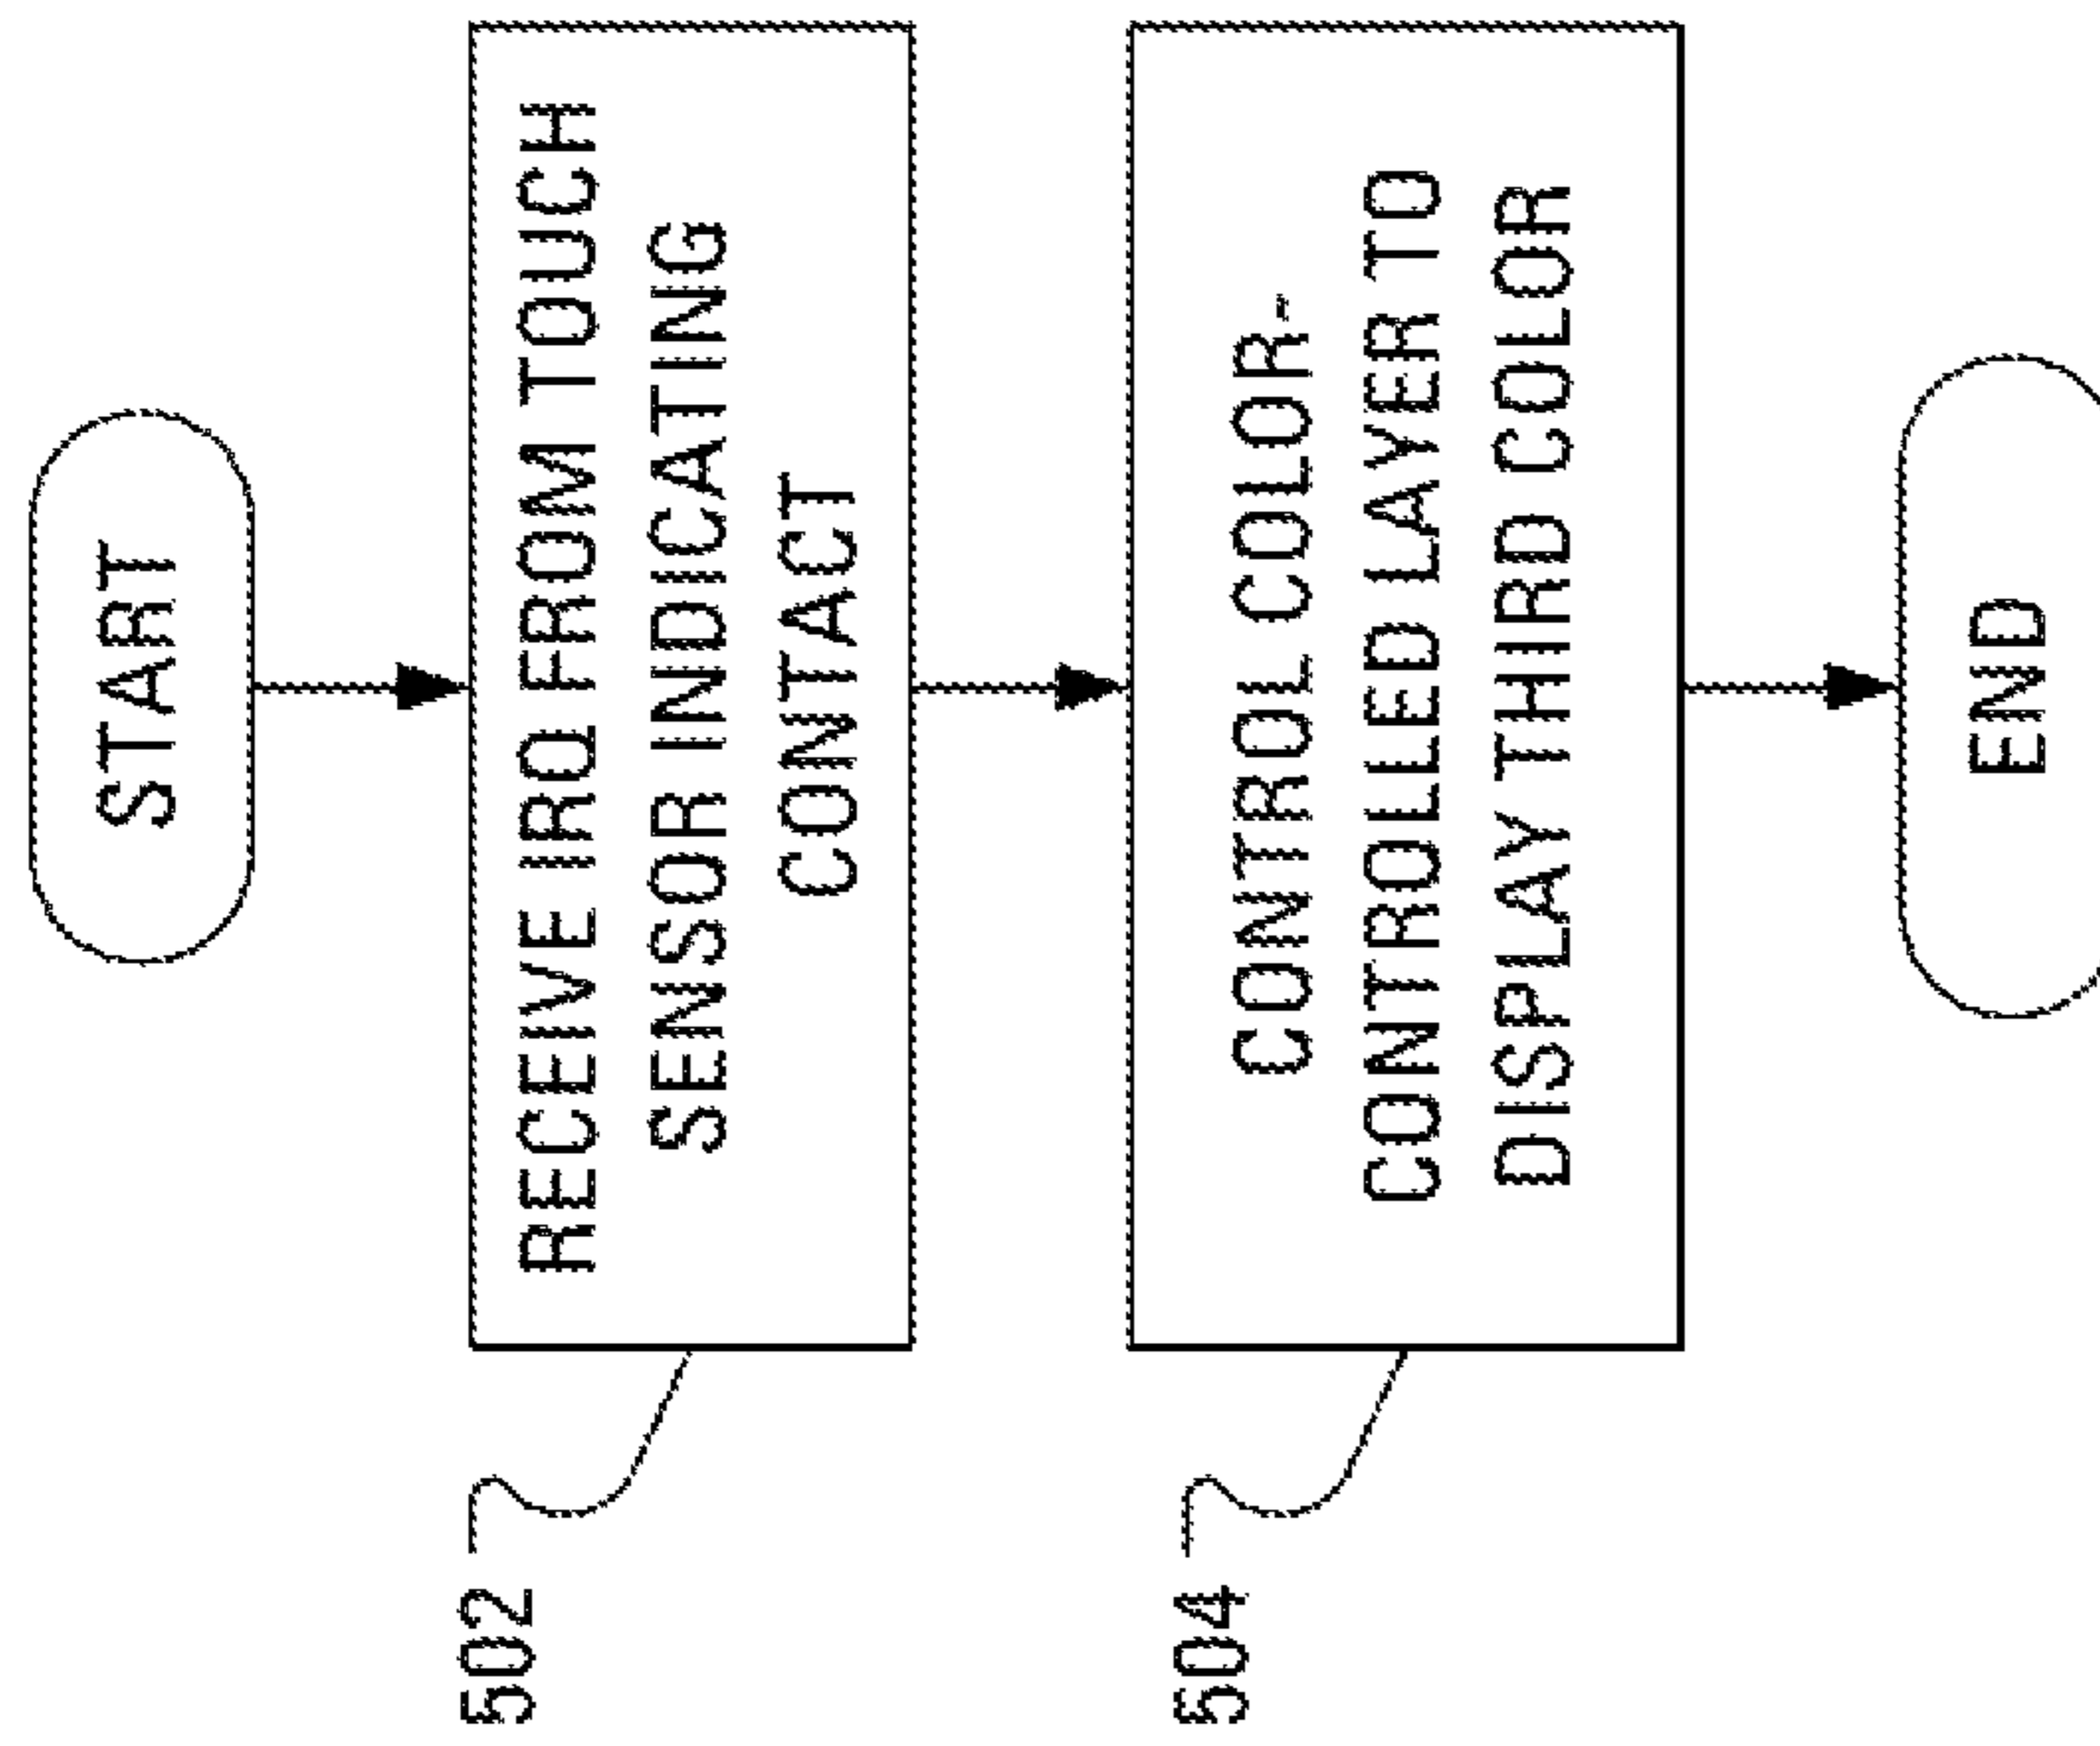 START
RECEIVE IRQ FROM TOUCH
SENSOR INDICATING
CONTACT
502
CONTROL COLOR-
CONTROLLED LAYER TO
DISPLAY THIRD COLOR
504
END